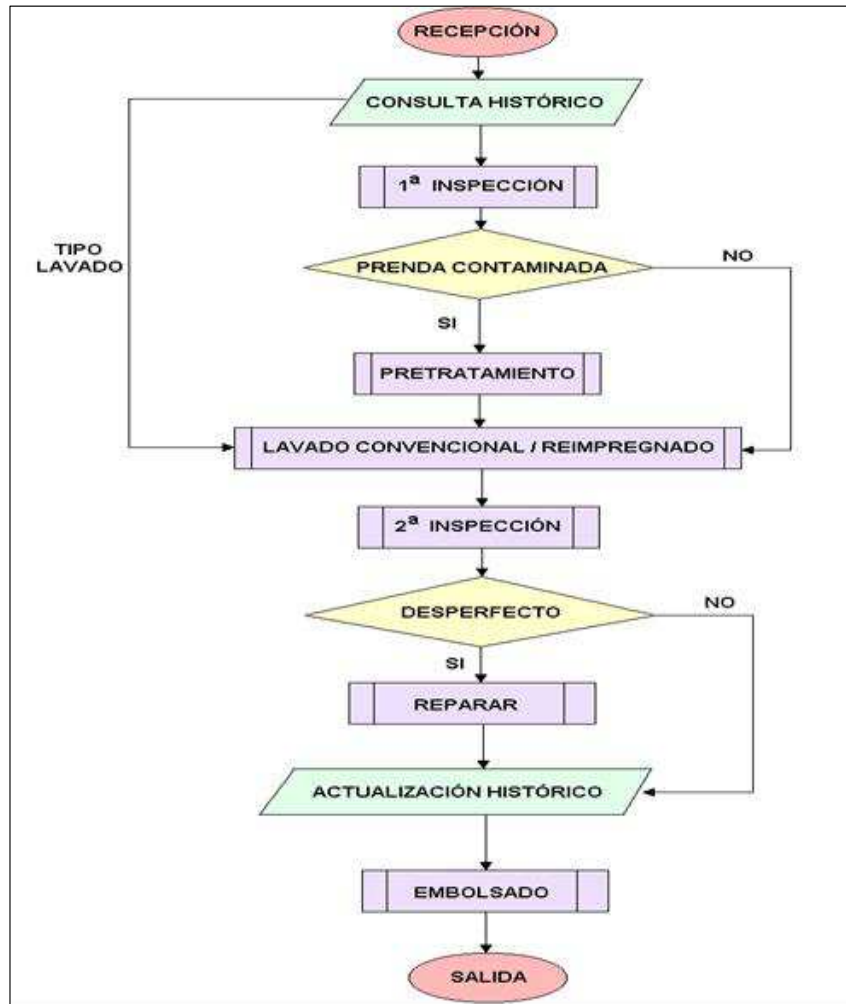 RECEPCIÓN
CONSULTA HISTÓRICO
1ª INSPECCIÓN
TIPO
LAVADO
PRENDA CONTAMINADA
NO
SI
PRETRATAMIENTO
LAVADO CONVENCIONAL / REIMPREGNADO
2ª INSPECCIÓN
DESPERFECTO
NO
SI
REPARAR
ACTUALIZACIÓN HISTÓRICO
EMBOLSADO
SALIDA